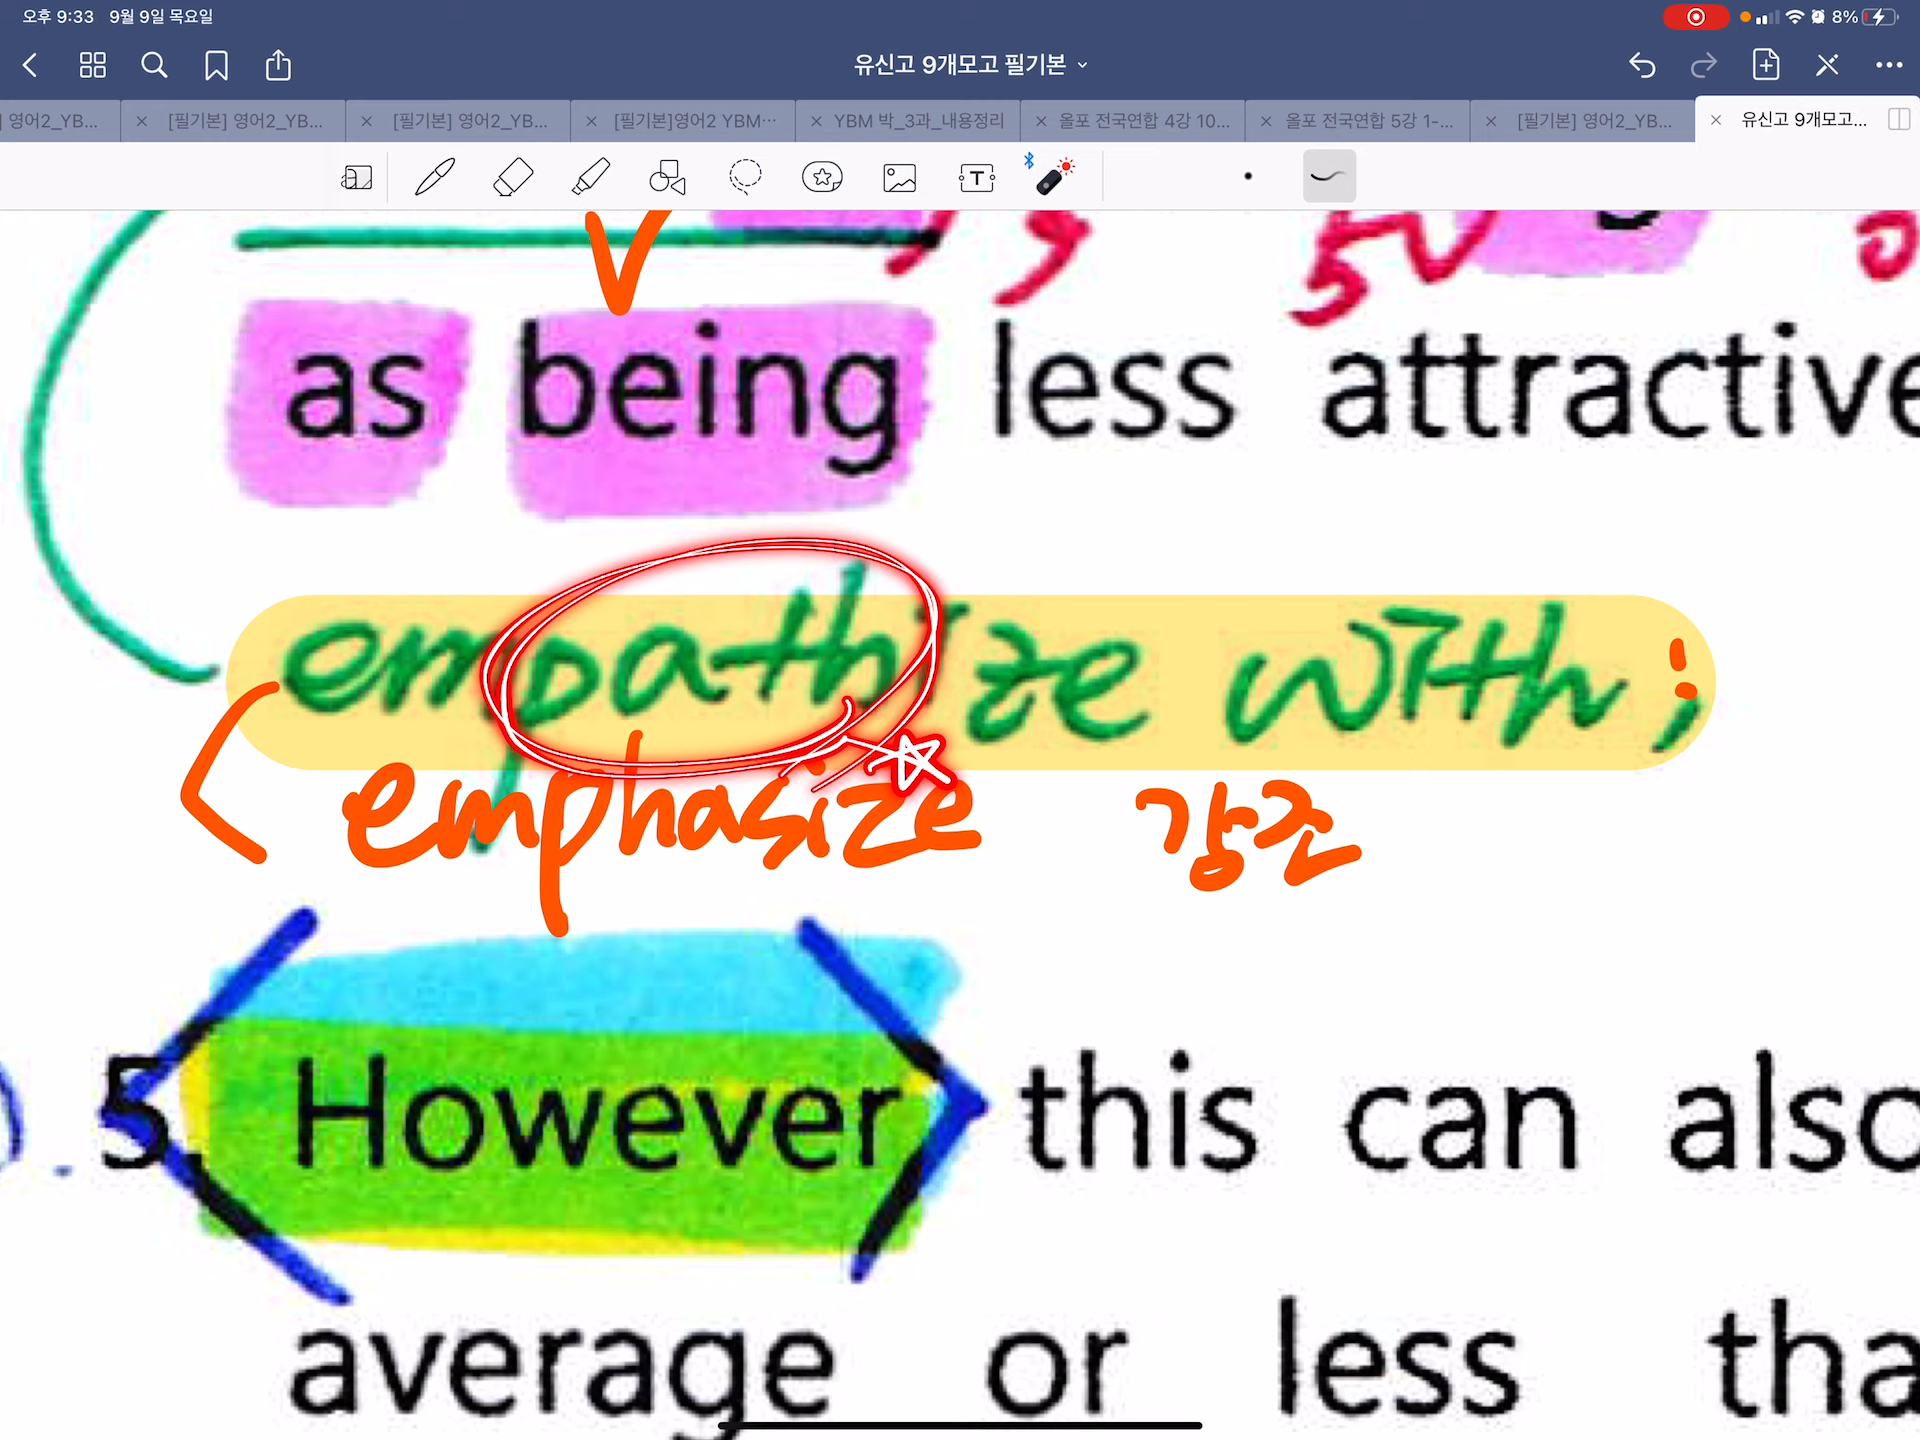 오후 9:33 9월 9일 목요일 8%
유신고 9개모고 필기본
영어2_YB... [필기본] 영어2_YB... [필기본] 영어2_YB... [필기본]영어2 YBM… YBM 박_3과_내용정리 올포 전국연합 4강 10... 올포 전국연합 5강 1-... [필기본] 영어2_YB... 유신고 9개모고...
as being less attractive
empathize with ;
emphasize 강조
5. However this can also
average or less tha